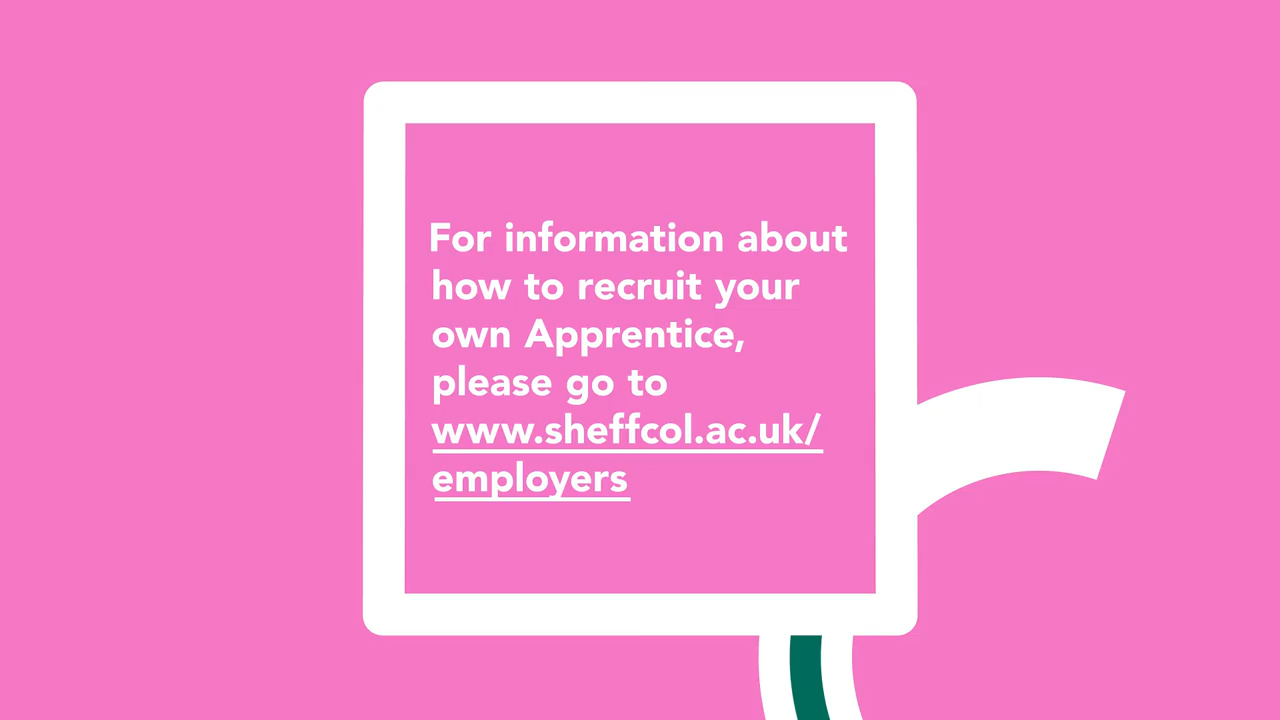 For information about
how to recruit your
own Apprentice,
please go to
www.sheffcol.ac.uk/
employers